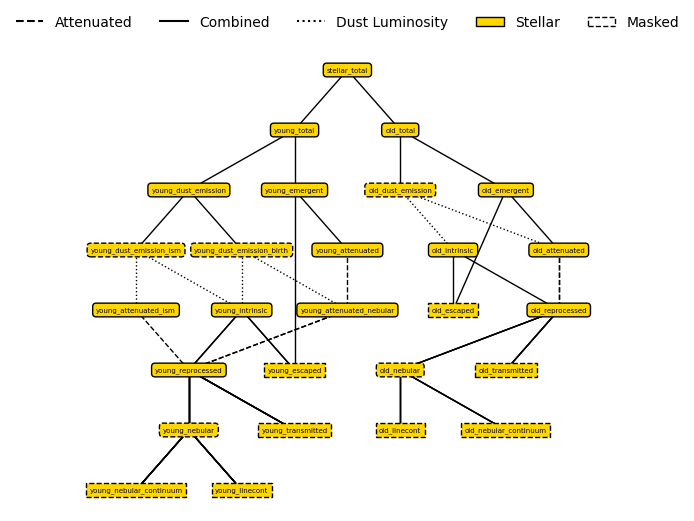 Attenuated Combined Dust Luminosity Stellar Masked
stellar_total
young_total old_total
young_dust_emission young_emergent old_dust_emission old_emergent
young_dust_emission_ism young_dust_emission_birth young_attenuated old_intrinsic old_attenuated
young_attenuated_ism young_intrinsic young_attenuated_nebular old_escaped old_reprocessed
young_reprocessed young_escaped old_nebular old_transmitted
young_nebular young_transmitted old_linecont old_nebular_continuum
young_nebular_continuum young_linecont